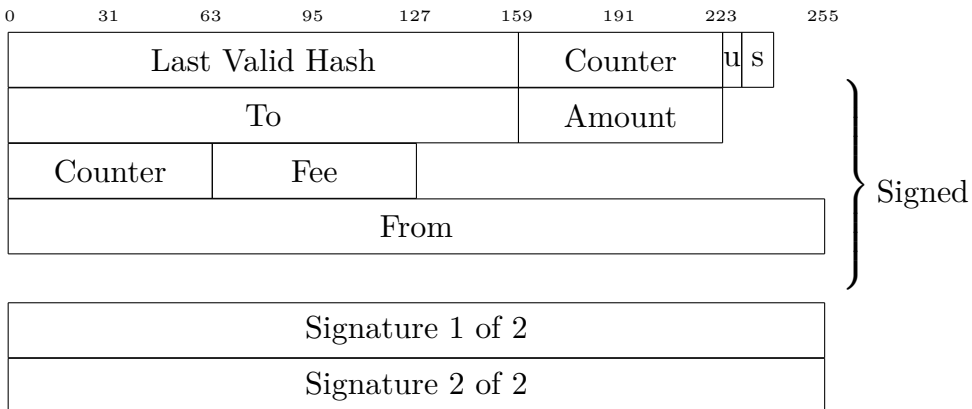 0 31 63 95 127 159 191 223 255
Last Valid Hash Counter u s
To Amount
Counter Fee
Signed
From
Signature 1 of 2
Signature 2 of 2